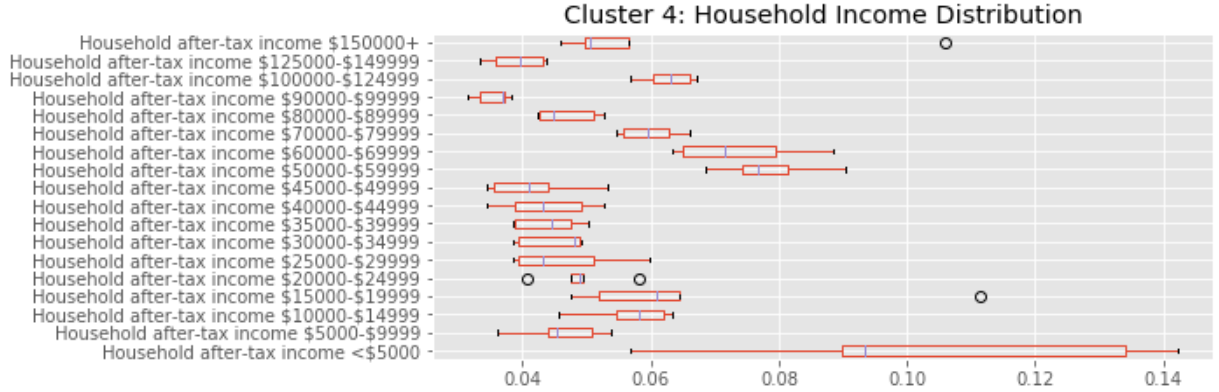 Cluster 4: Household Income Distribution
Household after-tax income $150000+
Household after-tax income $125000-$149999
Household after-tax income $100000-$124999
Household after-tax income $90000-$99999
Household after-tax income $80000-$89999
Household after-tax income $70000-$79999
Household after-tax income $60000-$69999
Household after-tax income $50000-$59999
Household after-tax income $45000-$49999
Household after-tax income $40000-$44999
Household after-tax income $35000-$39999
Household after-tax income $30000-$34999
Household after-tax income $25000-$29999
Household after-tax income $20000-$24999
Household after-tax income $15000-$19999
Household after-tax income $10000-$14999
Household after-tax income $5000-$9999
Household after-tax income <$5000
0.04 0.06 0.08 0.10 0.12 0.14